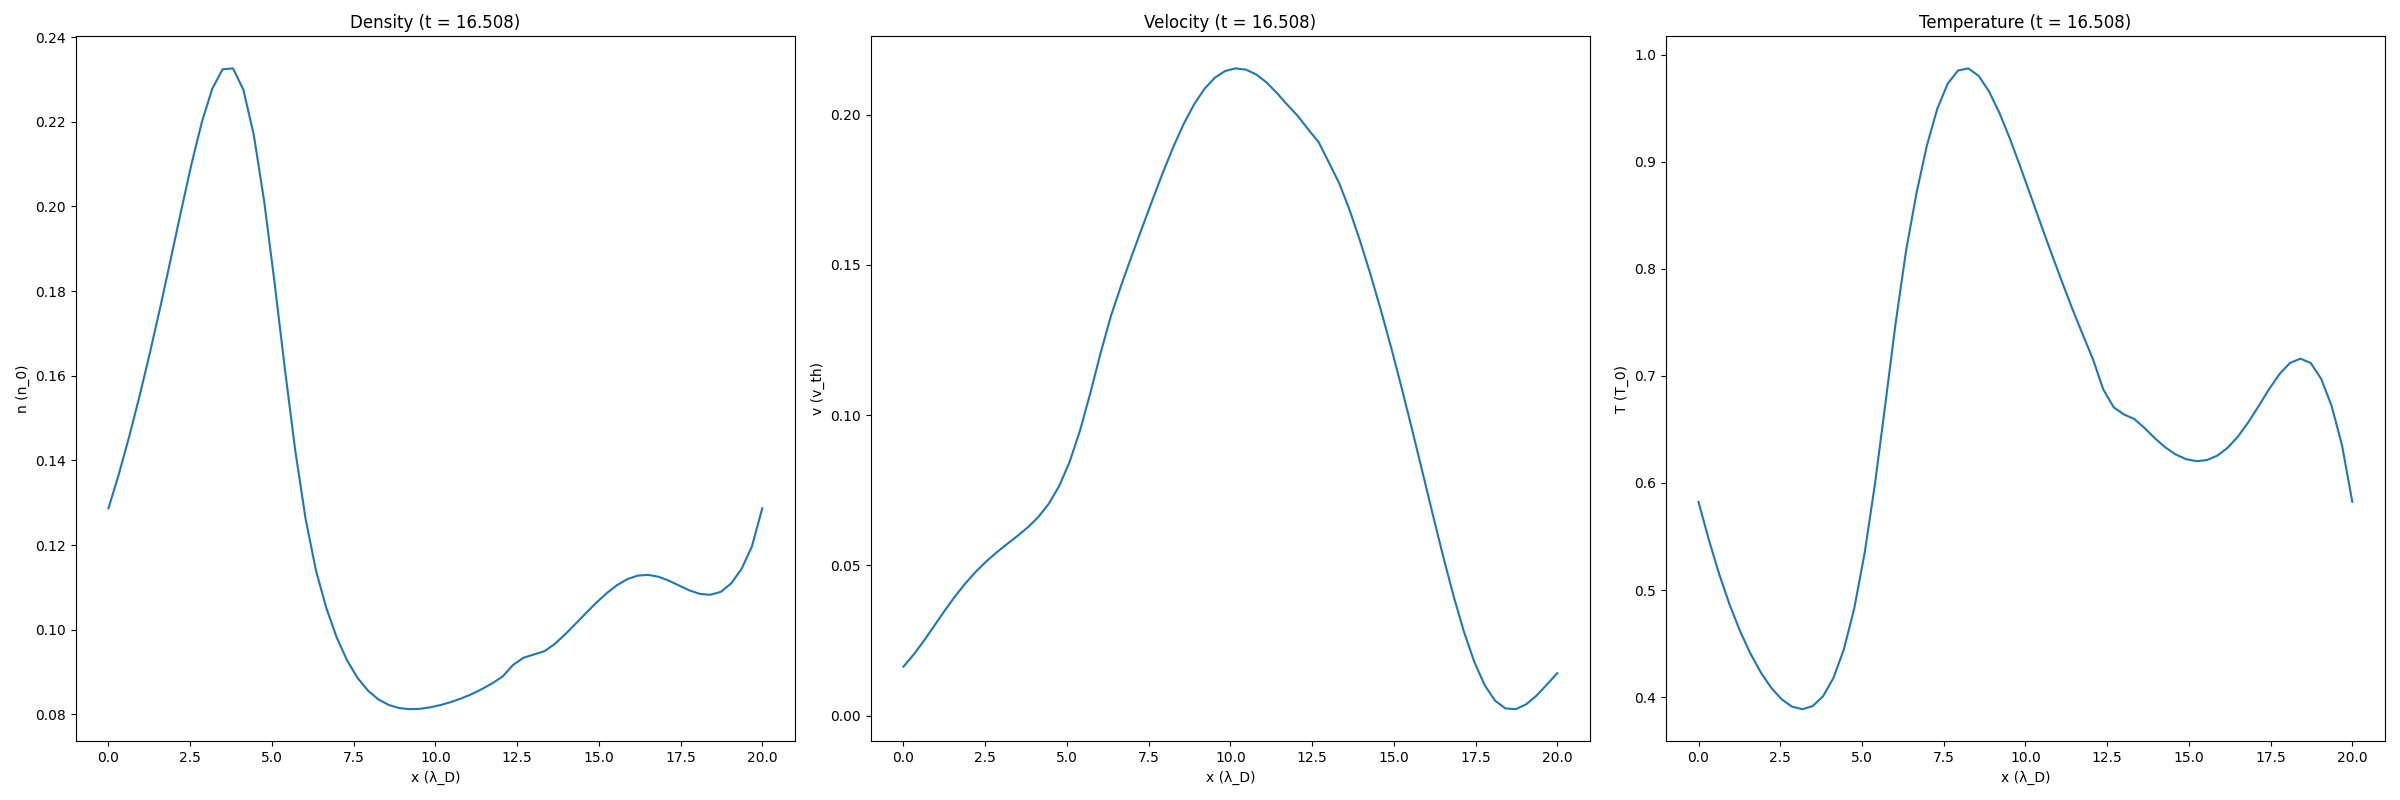 Density (t = 16.508)
n (n_0)
0.24
0.22
0.20
0.18
0.16
0.14
0.12
0.10
0.08
0.0 2.5 5.0 7.5 10.0 12.5 15.0 17.5 20.0
x (λ_D)
Velocity (t = 16.508)
v (v_th)
0.20
0.15
0.10
0.05
0.00
0.0 2.5 5.0 7.5 10.0 12.5 15.0 17.5 20.0
x (λ_D)
Temperature (t = 16.508)
T (T_0)
1.0
0.9
0.8
0.7
0.6
0.5
0.4
0.0 2.5 5.0 7.5 10.0 12.5 15.0 17.5 20.0
x (λ_D)